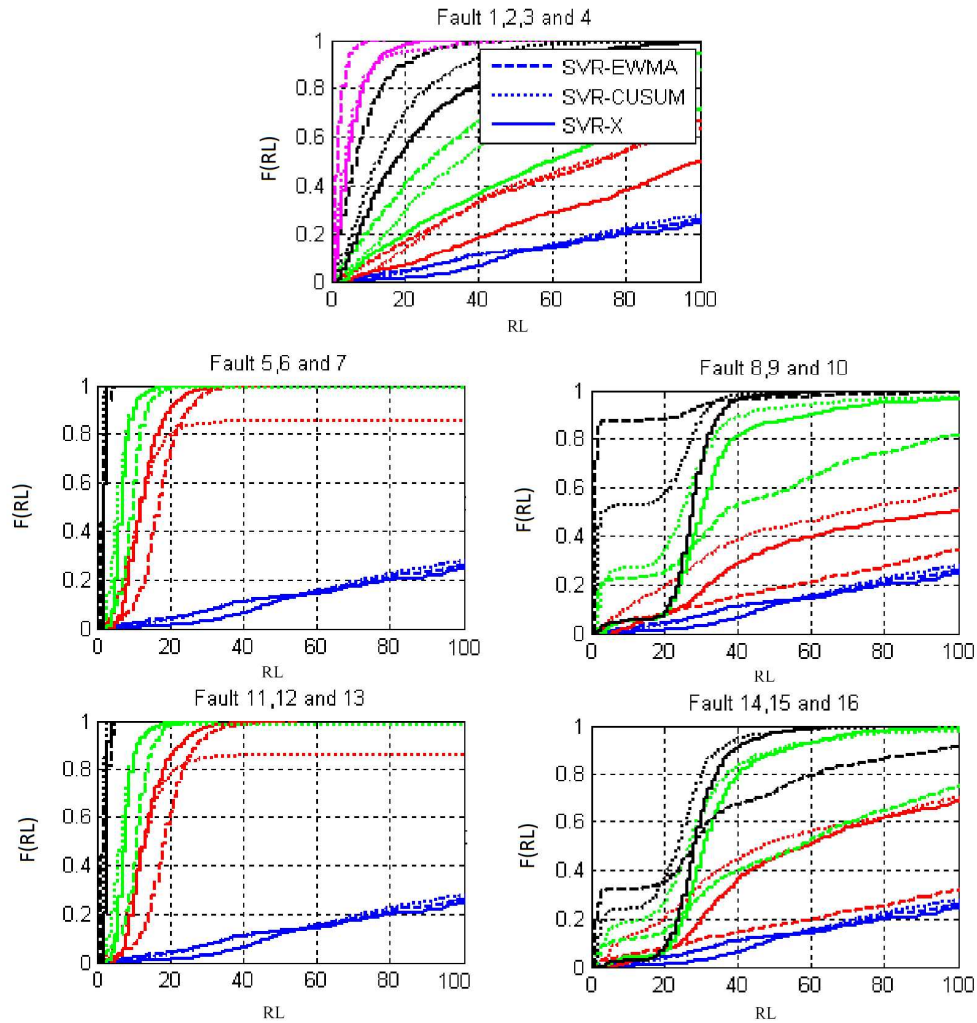 Fault 1,2,3 and 4
1
0.8
0.6
0.4
0.2
0
F(RL)
SVR-EWMA
SVR-CUSUM
SVR-X
0 20 40 60 80 100
RL
Fault 5,6 and 7
1
0.8
0.6
0.4
0.2
0
F(RL)
0 20 40 60 80 100
RL
Fault 8,9 and 10
1
0.8
0.6
0.4
0.2
0
F(RL)
0 20 40 60 80 100
RL
Fault 11,12 and 13
1
0.8
0.6
0.4
0.2
0
F(RL)
0 20 40 60 80 100
RL
Fault 14,15 and 16
1
0.8
0.6
0.4
0.2
0
F(RL)
0 20 40 60 80 100
RL